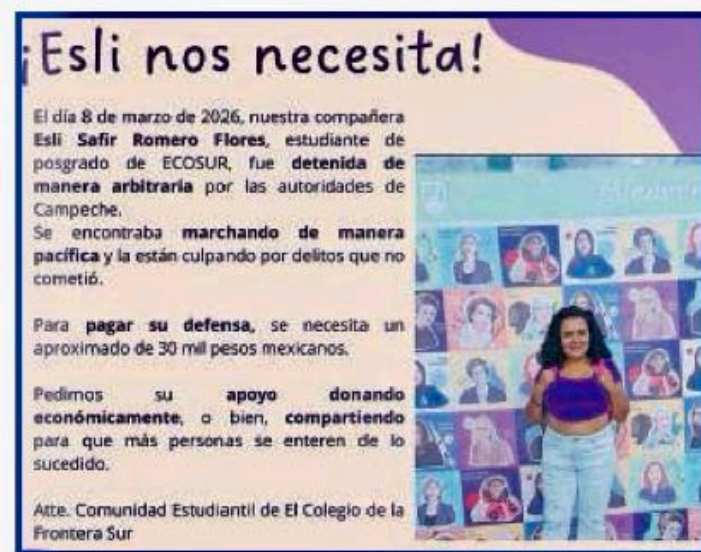 ¡Esli nos necesita!
El día 8 de marzo de 2026, nuestra compañera
Esli Safir Romero Flores, estudiante de
posgrado de ECOSUR, fue detenida de
manera arbitraria por las autoridades de
Campeche.
Se encontraba marchando de manera
pacífica y la están culpando por delitos que no
cometió.
Para pagar su defensa, se necesita un
aproximado de 30 mil pesos mexicanos.
Pedimos su apoyo donando
económicamente, o bien, compartiendo
para que más personas se enteren de lo
sucedido.
Atte. Comunidad Estudiantil de El Colegio de la
Frontera Sur